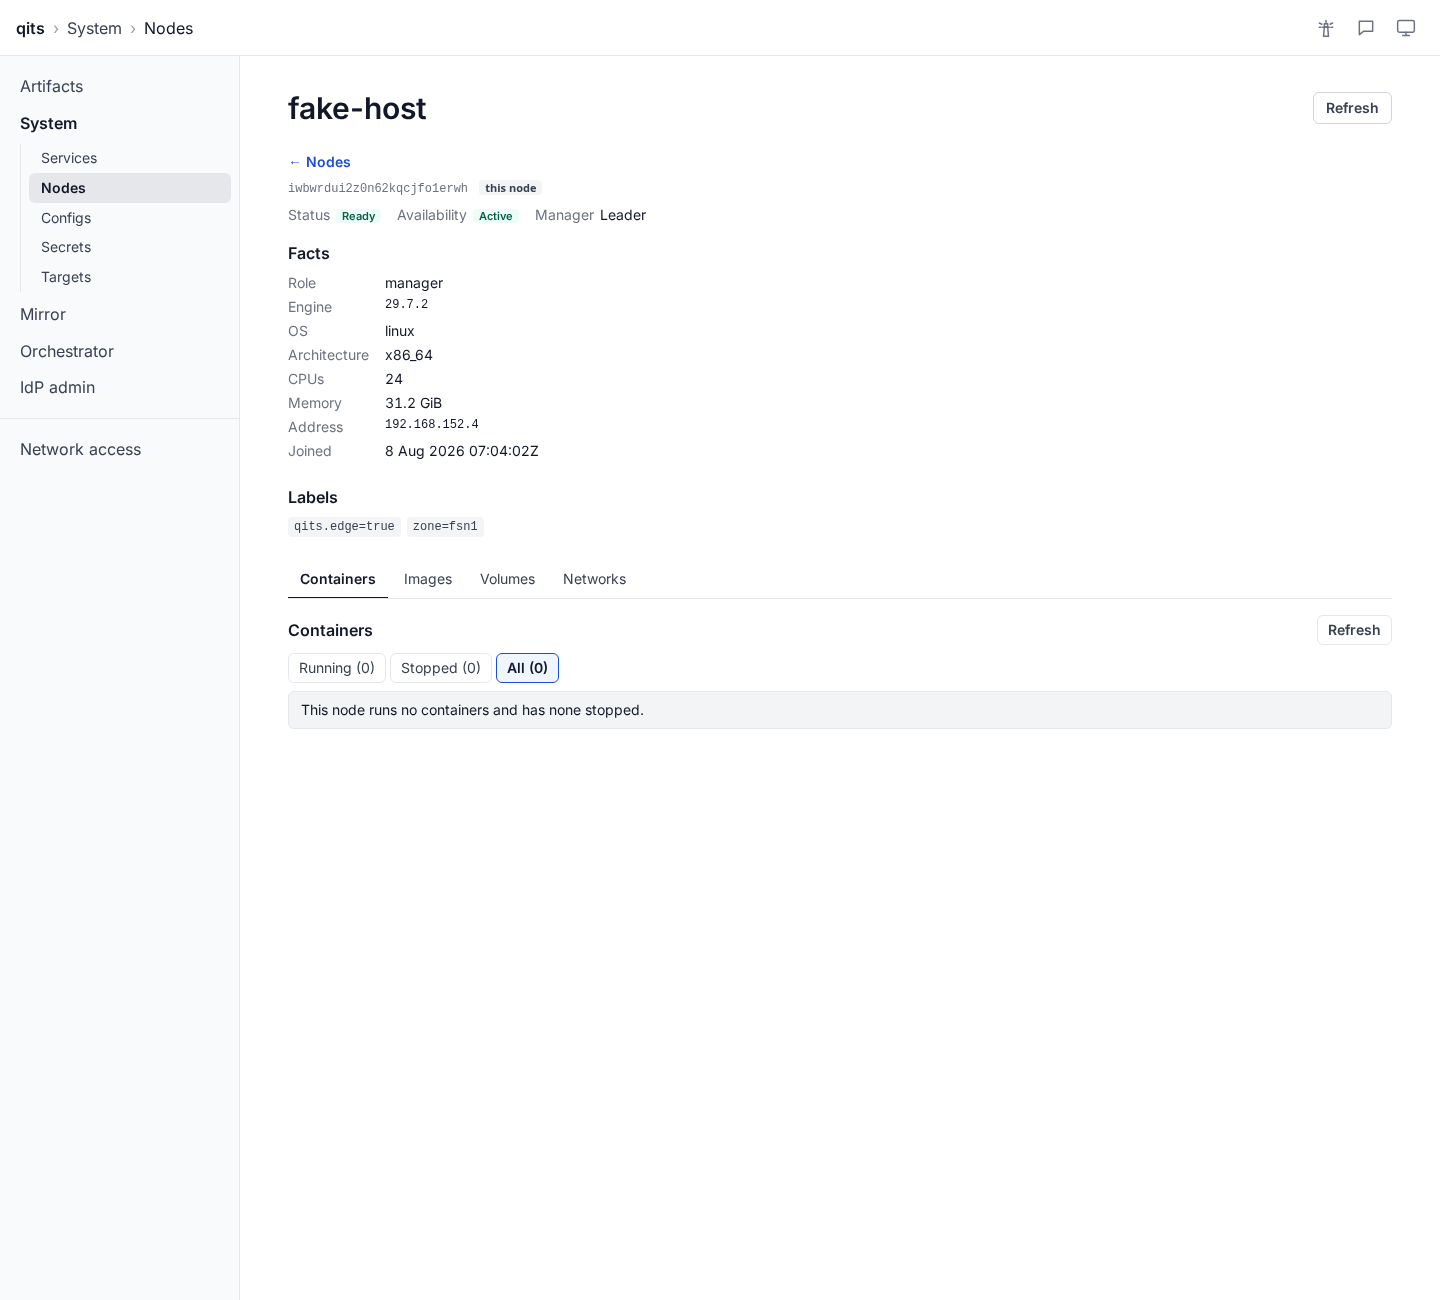 qits › System › Nodes
Artifacts
System
Services
Nodes
Configs
Secrets
Targets
Mirror
Orchestrator
IdP admin
Network access
fake-host
Refresh
← Nodes
iwbwrdui2z0n62kqcjfo1erwh this node
Status Ready Availability Active Manager Leader
Facts
Role manager
Engine 29.7.2
OS linux
Architecture x86_64
CPUs 24
Memory 31.2 GiB
Address 192.168.152.4
Joined 8 Aug 2026 07:04:02Z
Labels
qits.edge=true zone=fsn1
Containers Images Volumes Networks
Containers Refresh
Running (0) Stopped (0) All (0)
This node runs no containers and has none stopped.